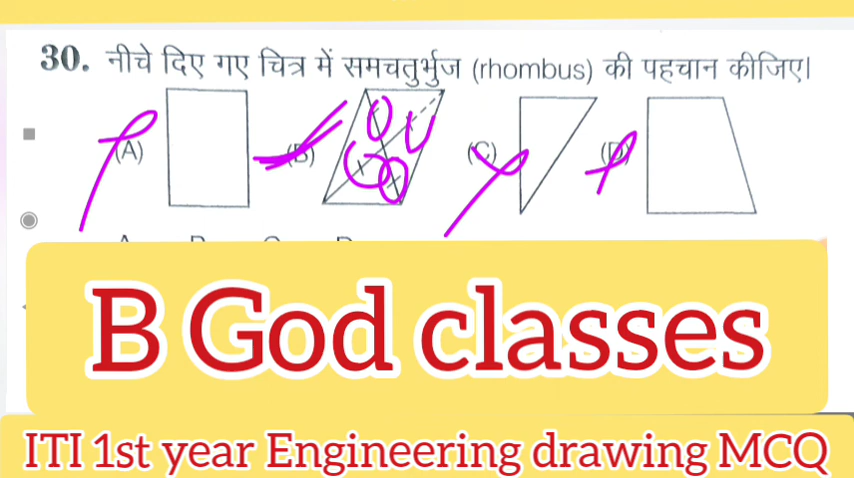 30. नीचे दिए गए चित्र में समचतुर्भुज (rhombus) की पहचान कीजिए।
(A) (B) (C) (D)
B God classes
ITI 1st year Engineering drawing MCQ